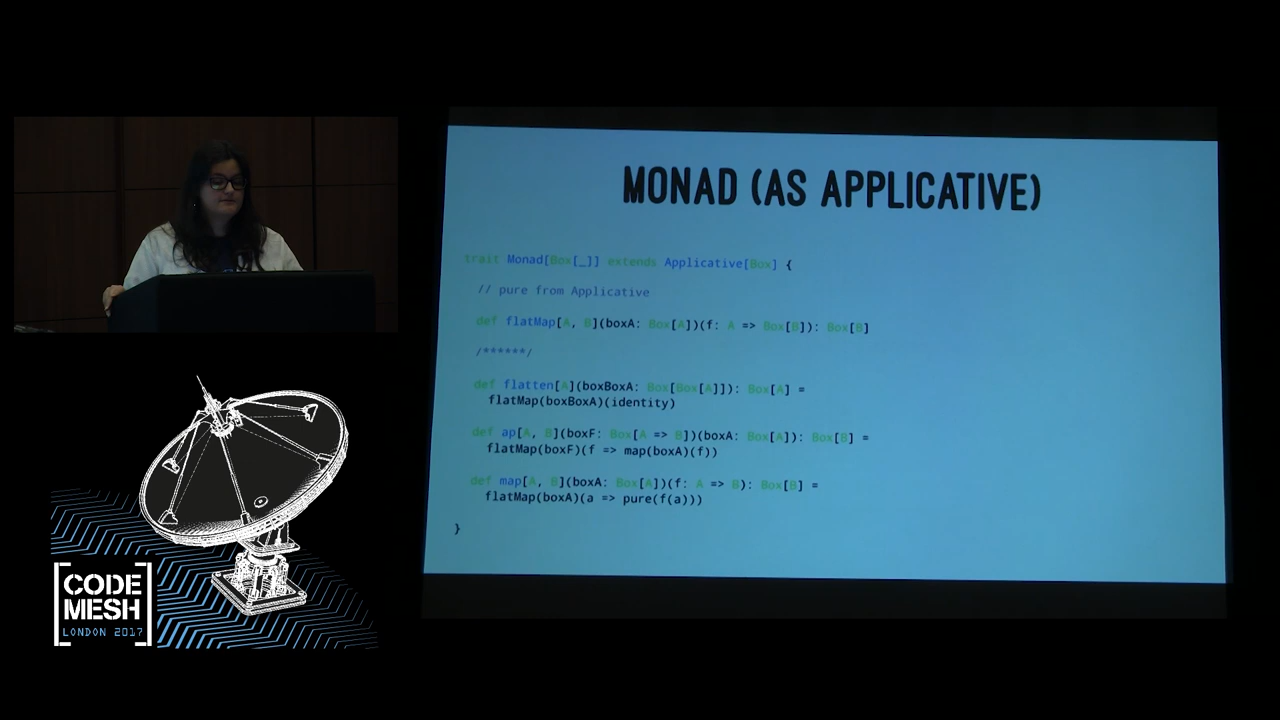 MONAD (AS APPLICATIVE)
trait Monad[Box[_]] extends Applicative[Box] {
// pure from Applicative
def flatMap[A, B](boxA: Box[A])(f: A => Box[B]): Box[B]
/******/
def flatten[A](boxBoxA: Box[Box[A]]): Box[A] =
flatMap(boxBoxA)(identity)
def ap[A, B](boxF: Box[A => B])(boxA: Box[A]): Box[B] =
flatMap(boxF)(f => map(boxA)(f))
def map[A, B](boxA: Box[A])(f: A => B): Box[B] =
flatMap(boxA)(a => pure(f(a)))
}
CODE
MESH
LONDON 2017